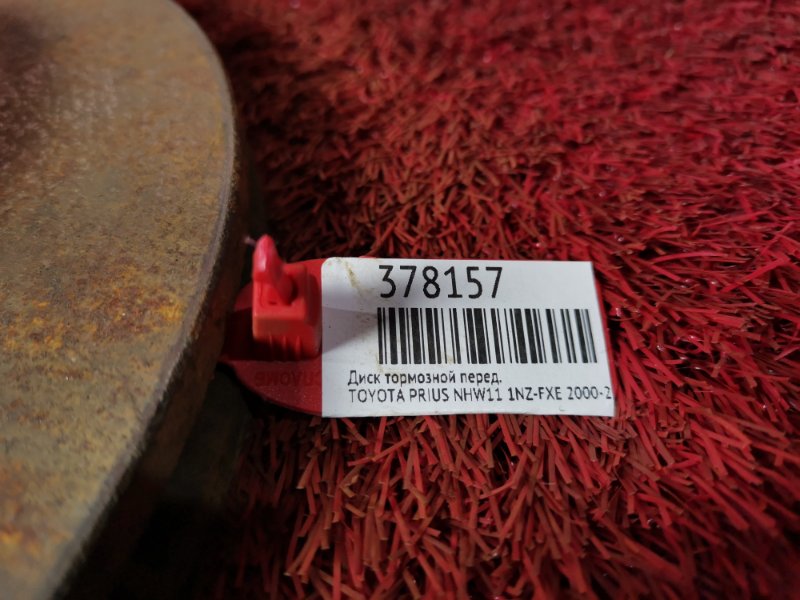 378157
Диск тормозной перед.
TOYOTA PRIUS NHW11 1NZ-FXE 2000-2